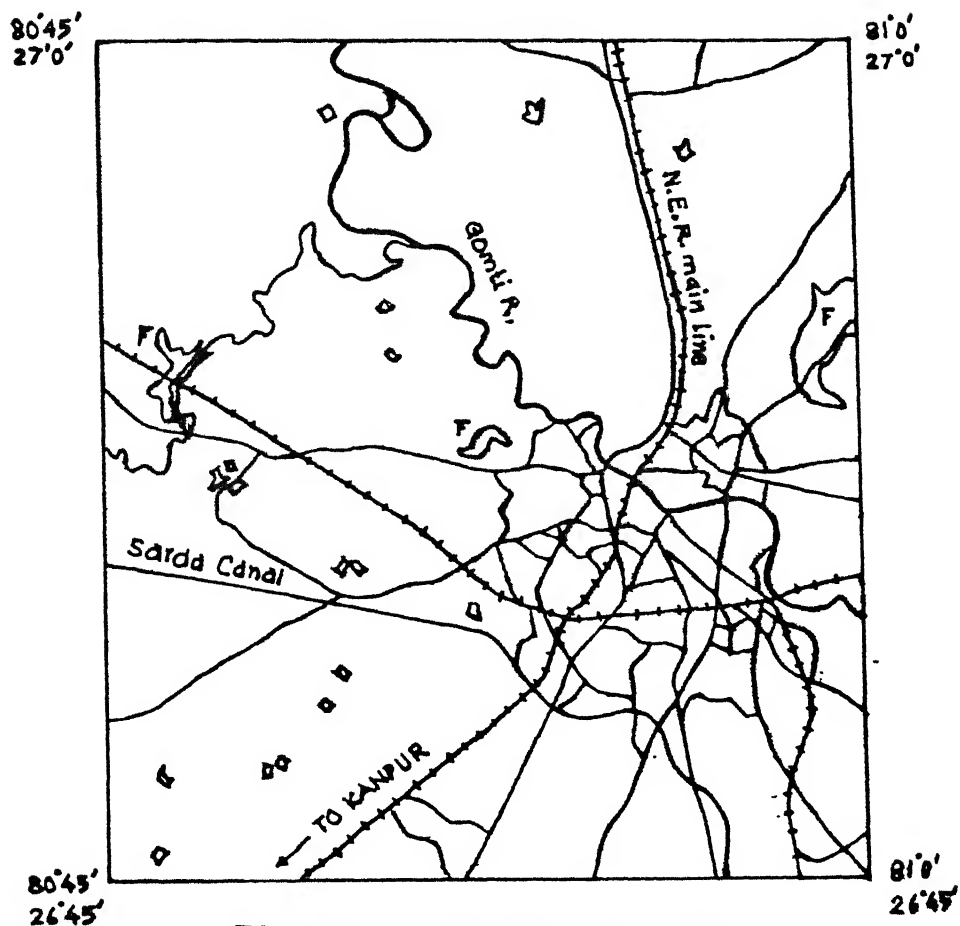 80°45'
27°0'
81°0'
27°0'
Gomti R.
N.E.R. main line
F
F
F
Sarda Canal
TO KANPUR
80°45'
26°45'
81°0'
26°45'